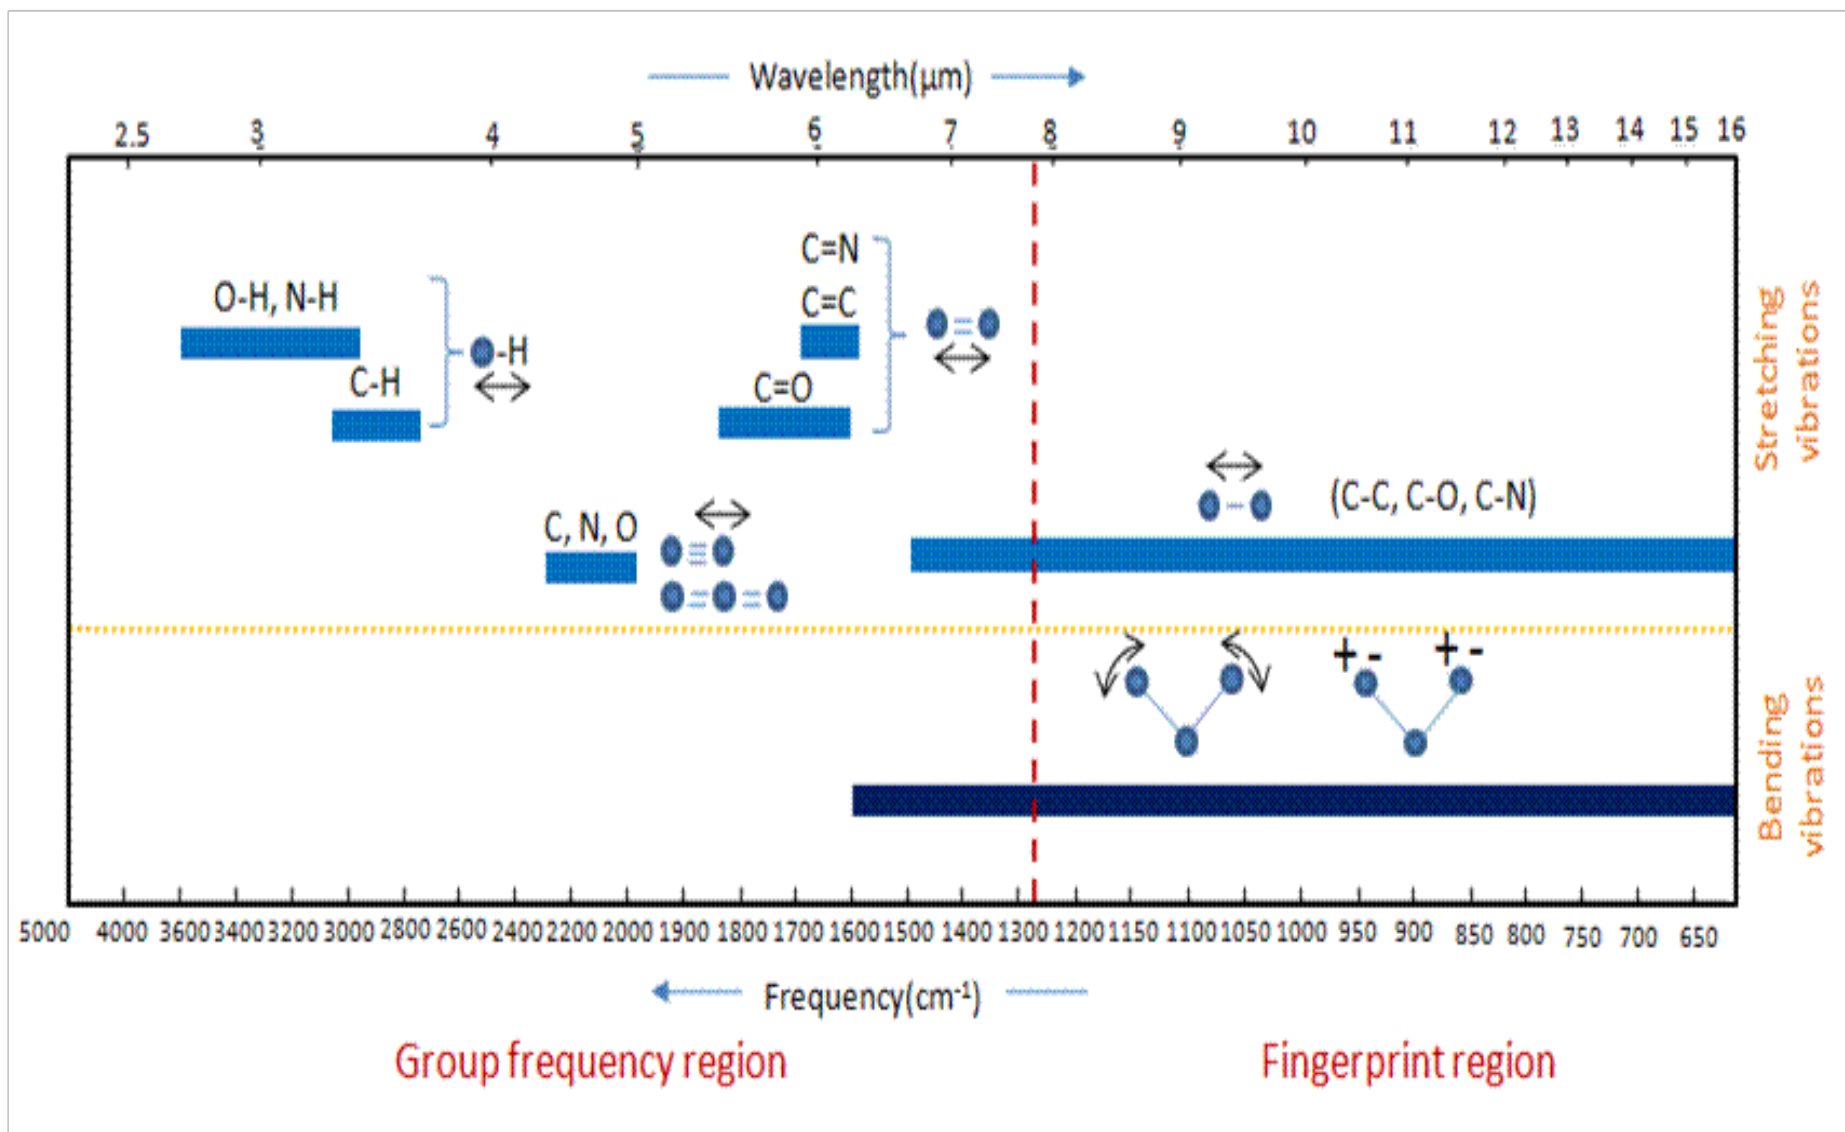 Wavelength(μm)
2.5 3 4 5 6 7 8 9 10 11 12 13 14 15 16
C=N
O-H, N-H
C=C
-H
C-H
C=O
(C-C, C-O, C-N)
C, N, O
Stretching
vibrations
+ - + -
Bending
vibrations
5000 4000 3600 3400 3200 3000 2800 2600 2400 2200 2000 1900 1800 1700 1600 1500 1400 1300 1200 1150 1100 1050 1000 950 900 850 800 750 700 650
Frequency(cm⁻¹)
Group frequency region
Fingerprint region